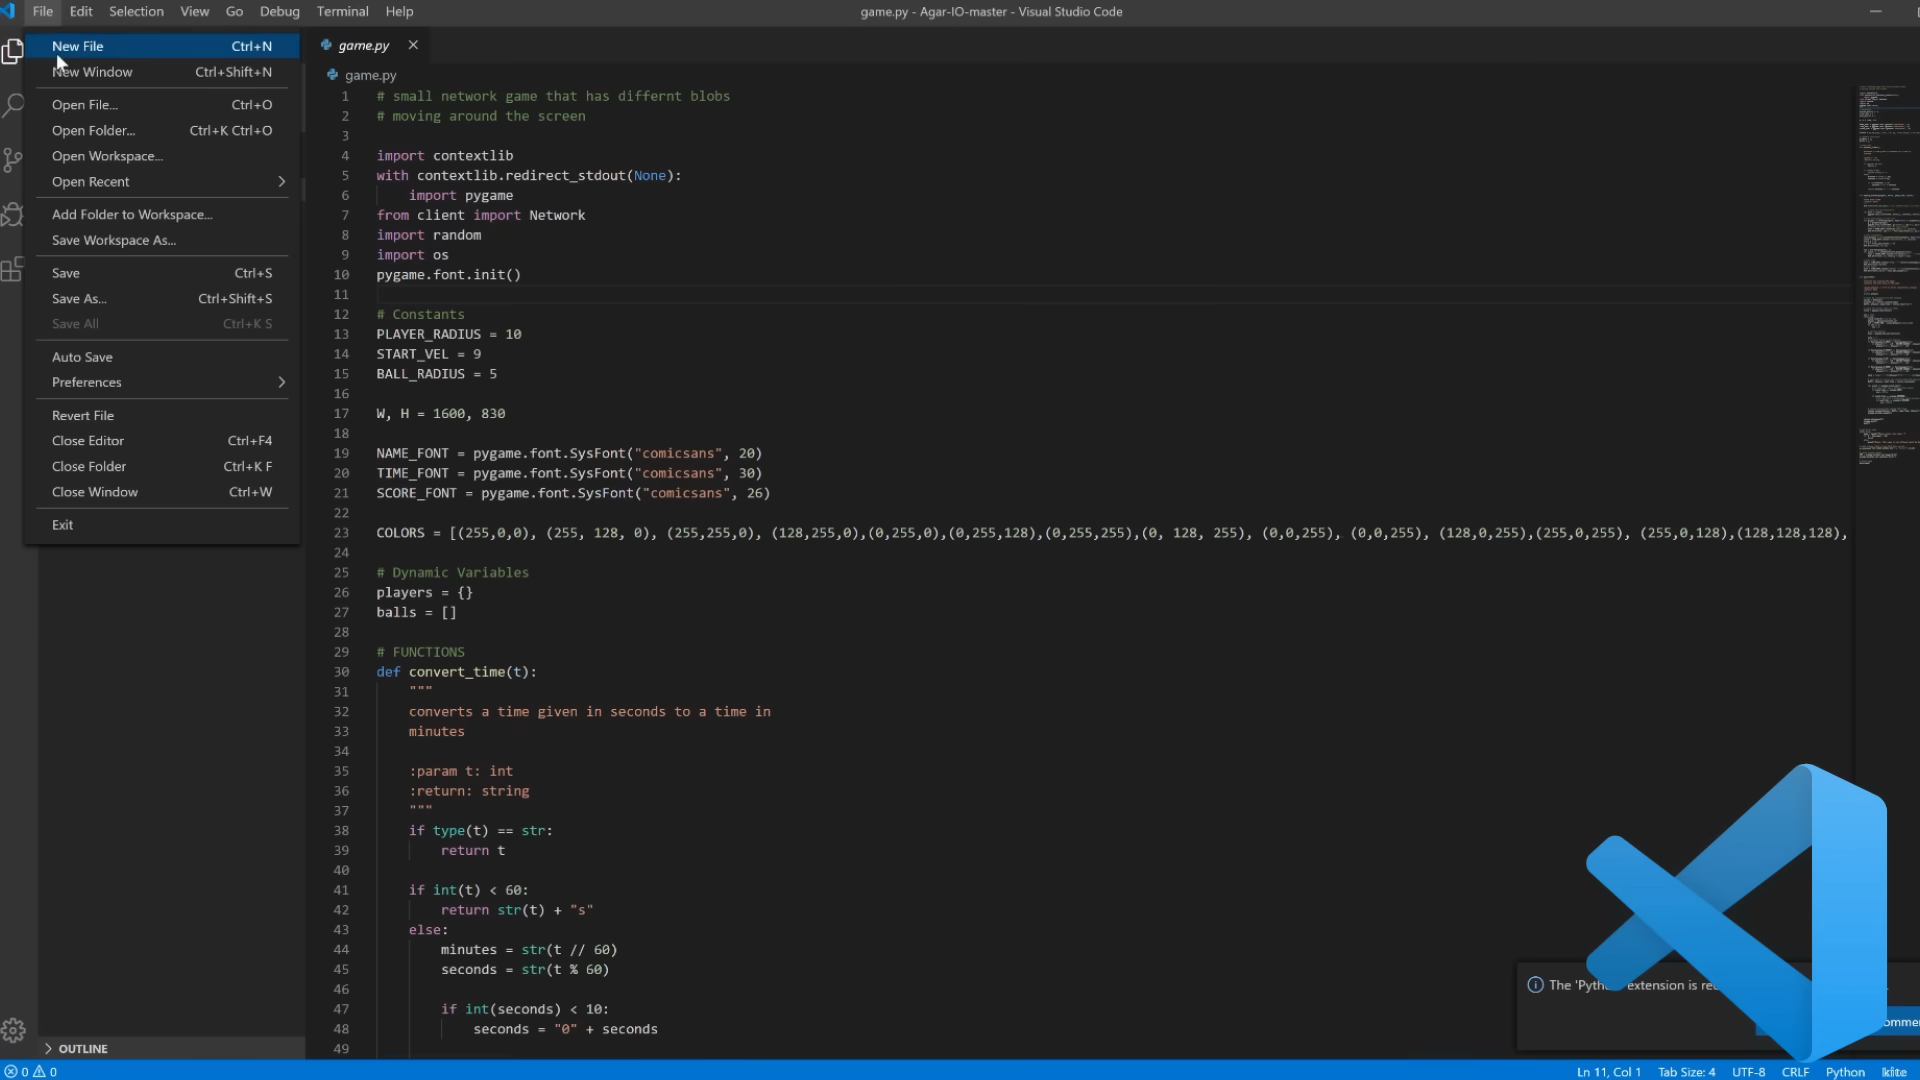 File Edit Selection View Go Debug Terminal Help
game.py - Agar-IO-master - Visual Studio Code
New File Ctrl+N
New Window Ctrl+Shift+N
Open File... Ctrl+O
Open Folder... Ctrl+K Ctrl+O
Open Workspace...
Open Recent
Add Folder to Workspace...
Save Workspace As...
Save Ctrl+S
Save As... Ctrl+Shift+S
Save All Ctrl+K S
Auto Save
Preferences
Revert File
Close Editor Ctrl+F4
Close Folder Ctrl+K F
Close Window Ctrl+W
Exit
OUTLINE
game.py
game.py
1 # small network game that has differnt blobs
2 # moving around the screen
3
4 import contextlib
5 with contextlib.redirect_stdout(None):
6 import pygame
7 from client import Network
8 import random
9 import os
10 pygame.font.init()
11
12 # Constants
13 PLAYER_RADIUS = 10
14 START_VEL = 9
15 BALL_RADIUS = 5
16
17 W, H = 1600, 830
18
19 NAME_FONT = pygame.font.SysFont("comicsans", 20)
20 TIME_FONT = pygame.font.SysFont("comicsans", 30)
21 SCORE_FONT = pygame.font.SysFont("comicsans", 26)
22
23 COLORS = [(255,0,0), (255, 128, 0), (255,255,0), (128,255,0),(0,255,0),(0,255,128),(0,255,255),(0, 128, 255), (0,0,255), (0,0,255), (128,0,255),(255,0,255), (255,0,128),(128,128,128),
24
25 # Dynamic Variables
26 players = {}
27 balls = []
28
29 # FUNCTIONS
30 def convert_time(t):
31 """
32 converts a time given in seconds to a time in
33 minutes
34
35 :param t: int
36 :return: string
37 """
38 if type(t) == str:
39 return t
40
41 if int(t) < 60:
42 return str(t) + "s"
43 else:
44 minutes = str(t // 60)
45 seconds = str(t % 60)
46
47 if int(seconds) < 10:
48 seconds = "0" + seconds
49
The 'Pyth extension is re
omme
0 0
Ln 11, Col 1 Tab Size: 4 UTF-8 CRLF Python kite